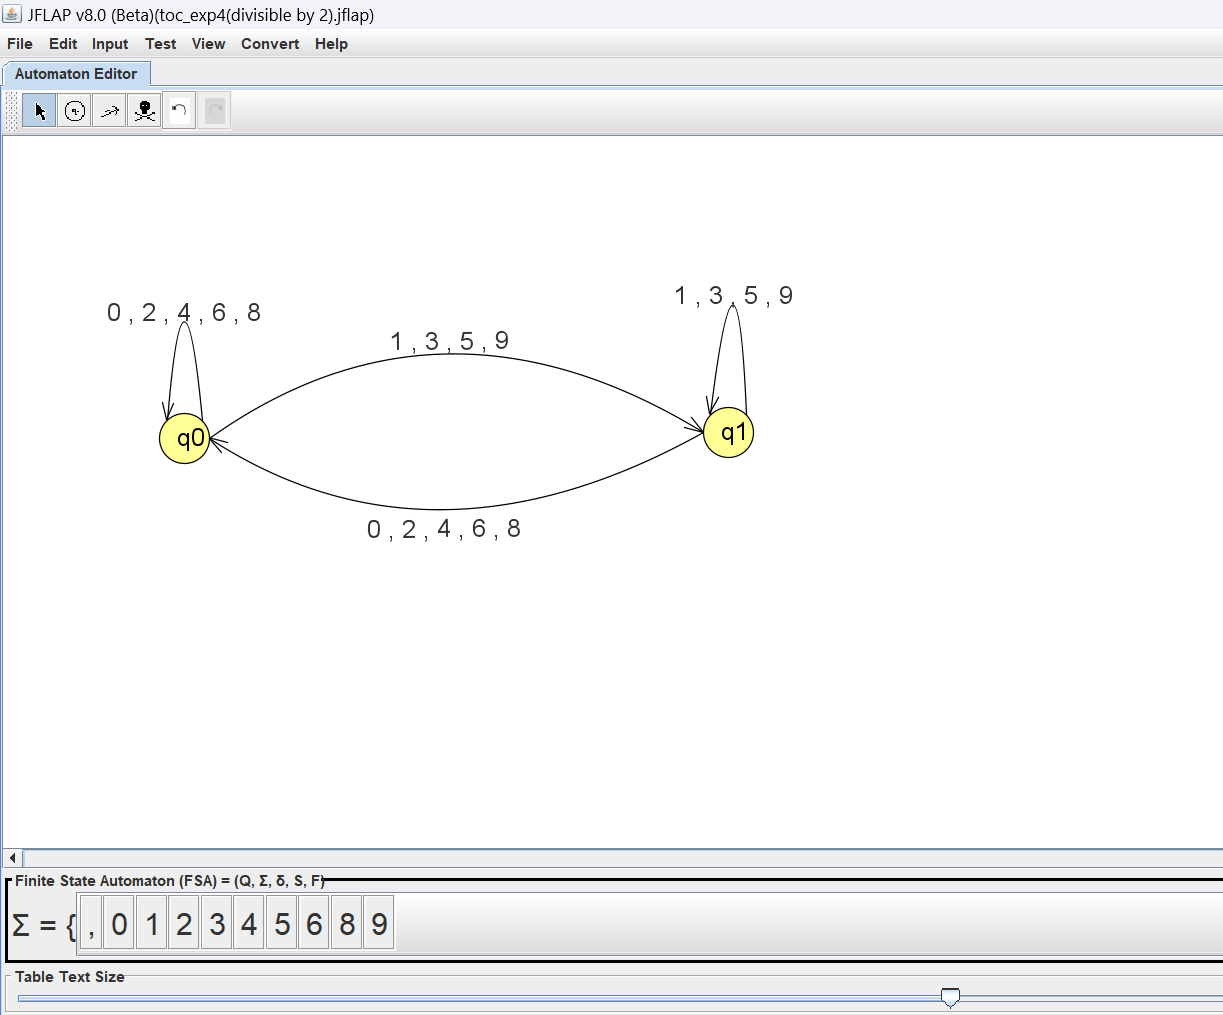 JFLAP v8.0 (Beta)(toc_exp4(divisible by 2).jflap)
File Edit Input Test View Convert Help
Automaton Editor
1 , 3 , 5 , 9
0 , 2 , 4 , 6 , 8
1 , 3 , 5 , 9
q0
q1
0 , 2 , 4 , 6 , 8
Finite State Automaton (FSA) = (Q, Σ, δ, S, F)
Σ = { , 0 1 2 3 4 5 6 8 9
Table Text Size